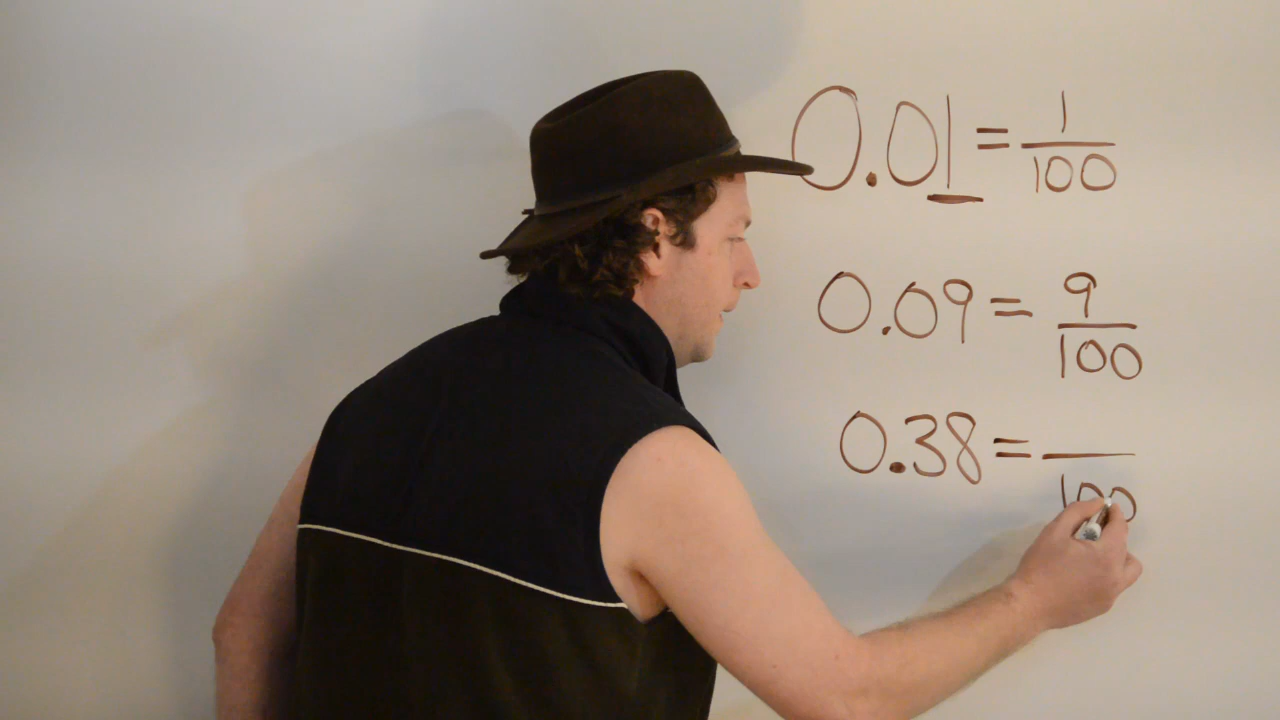 0.01 = 1/100
0.09 = 9/100
0.38 = /100